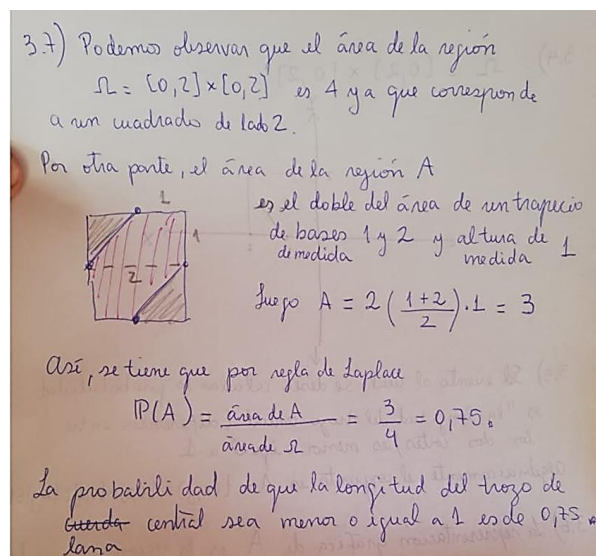 3.7) Podemos observar que el área de la región
Ω = [0,2]×[0,2] es 4 ya que corresponde
a un cuadrado de lado 2.
Por otra parte, el área de la región A
1
1
2
es el doble del área de un trapecio
de bases 1 y 2 y altura de 1
de medida medida
Luego A = 2(1+2/2)·1 = 3
Así, se tiene que por regla de Laplace
P(A) = área de A / área de Ω = 3/4 = 0,75.
La probabilidad de que la longitud del trozo de
cuerda central sea menor o igual a 1 es de 0,75.
lana